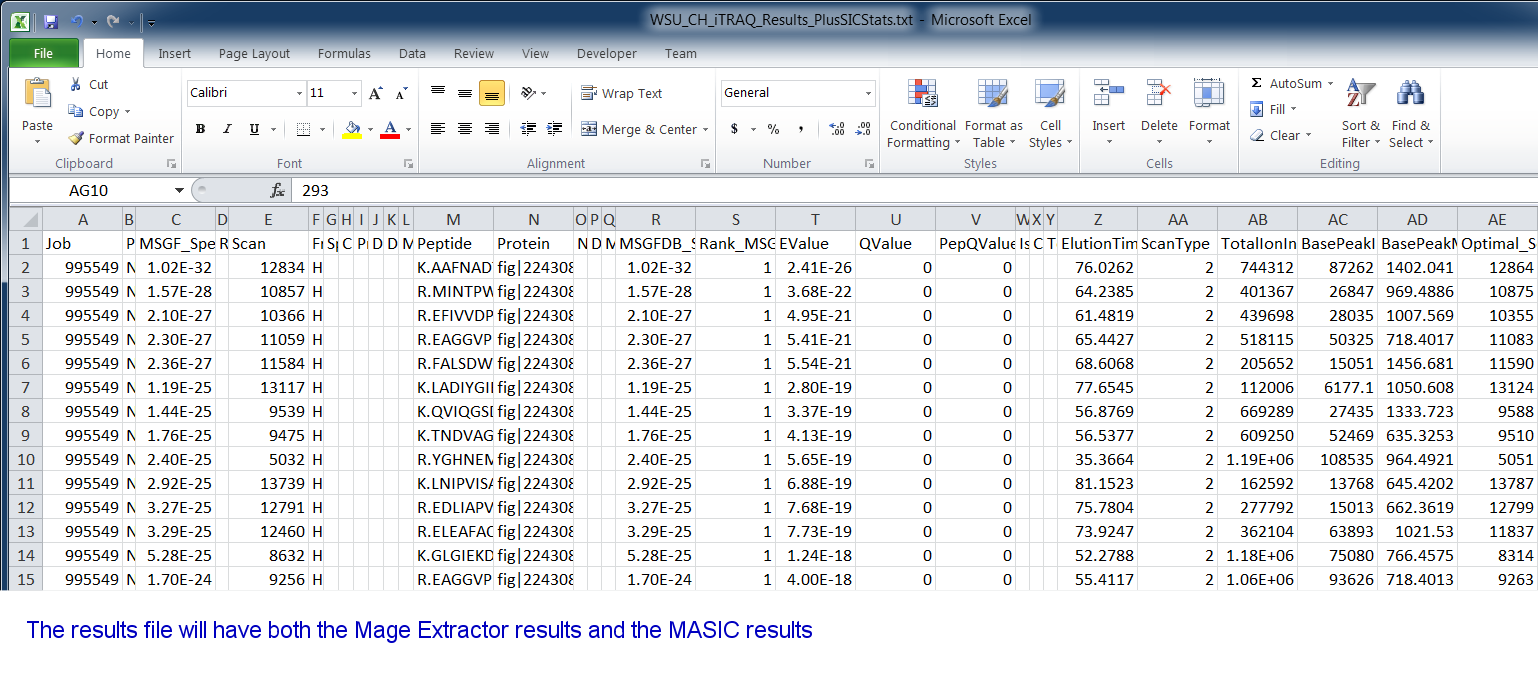 WSU_CH_iTRAQ_Results_PlusSICStats.txt - Microsoft Excel
File Home Insert Page Layout Formulas Data Review View Developer Team
Cut
Copy
Format Painter
Paste
Clipboard
Calibri 11
B I U A
Font
Wrap Text
Merge & Center
Alignment
General
$ % ,
Number
Conditional Formatting
Format as Table
Cell Styles
Styles
Insert Delete Format
Cells
Σ AutoSum
Fill
Clear
Sort & Filter
Find & Select
Editing
AG10 fx 293
A B C D E F G H I J K L M N O P Q R S T U V W X Y Z AA AB AC AD AE
1 Job P MSGF_Spe R Scan Fr Sp C Pr D D M Peptide Protein N D M MSGFDB_S Rank_MSG EValue QValue PepQValue Is C T ElutionTim ScanType TotalIonIn BasePeakI BasePeakM Optimal_S
2 995549 N 1.02E-32 12834 H K.AAFNAD fig|224308 1.02E-32 1 2.41E-26 0 0 76.0262 2 744312 87262 1402.041 12864
3 995549 N 1.57E-28 10857 H R.MINTPW fig|224308 1.57E-28 1 3.68E-22 0 0 64.2385 2 401367 26847 969.4886 10875
4 995549 N 2.10E-27 10366 H R.EFIVVDP fig|224308 2.10E-27 1 4.95E-21 0 0 61.4819 2 439698 28035 1007.569 10355
5 995549 N 2.30E-27 11059 H R.EAGGVP fig|224308 2.30E-27 1 5.41E-21 0 0 65.4427 2 518115 50325 718.4017 11083
6 995549 N 2.36E-27 11584 H R.FALSDW fig|224308 2.36E-27 1 5.54E-21 0 0 68.6068 2 205652 15051 1456.681 11590
7 995549 N 1.19E-25 13117 H K.LADIYGII fig|224308 1.19E-25 1 2.80E-19 0 0 77.6545 2 112006 6177.1 1050.608 13124
8 995549 N 1.44E-25 9539 H K.QVIQGSI fig|224308 1.44E-25 1 3.37E-19 0 0 56.8769 2 669289 27435 1333.723 9588
9 995549 N 1.76E-25 9475 H K.TNDVAG fig|224308 1.76E-25 1 4.13E-19 0 0 56.5377 2 609250 52469 635.3253 9510
10 995549 N 2.40E-25 5032 H R.YGHNEM fig|224308 2.40E-25 1 5.65E-19 0 0 35.3664 2 1.19E+06 108535 964.4921 5051
11 995549 N 2.92E-25 13739 H K.LNIPVISA fig|224308 2.92E-25 1 6.88E-19 0 0 81.1523 2 162592 13768 645.4202 13787
12 995549 N 3.27E-25 12791 H R.EDLIAPV fig|224308 3.27E-25 1 7.68E-19 0 0 75.7804 2 277792 15013 662.3619 12799
13 995549 N 3.29E-25 12460 H R.ELEAFAC fig|224308 3.29E-25 1 7.73E-19 0 0 73.9247 2 362104 63893 1021.53 11837
14 995549 N 5.28E-25 8632 H K.GLGIEKD fig|224308 5.28E-25 1 1.24E-18 0 0 52.2788 2 1.18E+06 75080 766.4575 8314
15 995549 N 1.70E-24 9256 H R.EAGGVP fig|224308 1.70E-24 1 4.00E-18 0 0 55.4117 2 1.06E+06 93626 718.4013 9263
The results file will have both the Mage Extractor results and the MASIC results